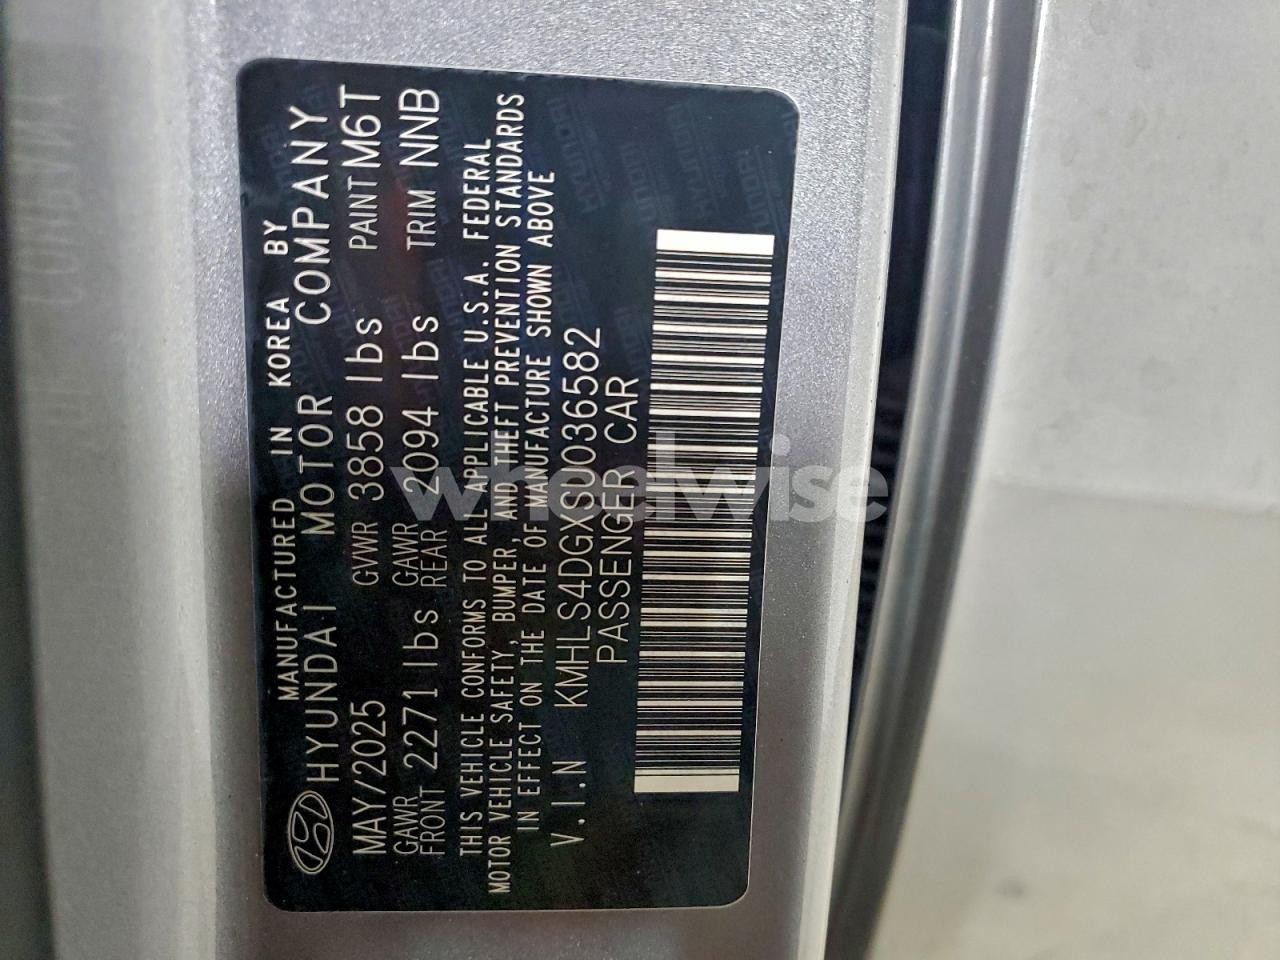 MANUFACTURED IN KOREA BY
HYUNDAI MOTOR COMPANY
MAY/2025 GVWR 3858 lbs PAINT M6T
GAWR FRONT 2271 lbs GAWR REAR 2094 lbs TRIM NNB
THIS VEHICLE CONFORMS TO ALL APPLICABLE U.S.A. FEDERAL
MOTOR VEHICLE SAFETY, BUMPER, AND THEFT PREVENTION STANDARDS
IN EFFECT ON THE DATE OF MANUFACTURE SHOWN ABOVE
V.I.N KMHLS4DGXSU036582
PASSENGER CAR
wheelwise